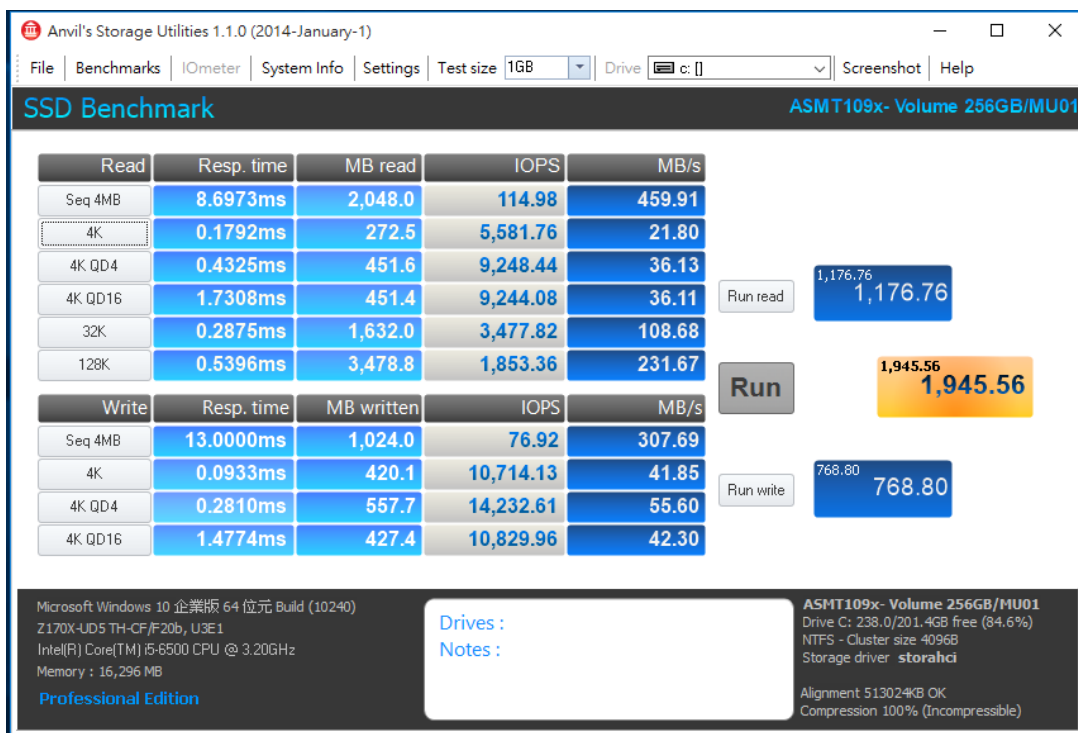 Anvil's Storage Utilities 1.1.0 (2014-January-1)
File Benchmarks IOmeter System Info Settings Test size 1GB Drive c: [] Screenshot Help
SSD Benchmark ASMT109x- Volume 256GB/MU01
Read Resp. time MB read IOPS MB/s
Seq 4MB 8.6973ms 2,048.0 114.98 459.91
4K 0.1792ms 272.5 5,581.76 21.80
4K QD4 0.4325ms 451.6 9,248.44 36.13
4K QD16 1.7308ms 451.4 9,244.08 36.11
32K 0.2875ms 1,632.0 3,477.82 108.68
128K 0.5396ms 3,478.8 1,853.36 231.67
Run read
1,176.76
1,176.76
Run
1,945.56
1,945.56
Write Resp. time MB written IOPS MB/s
Seq 4MB 13.0000ms 1,024.0 76.92 307.69
4K 0.0933ms 420.1 10,714.13 41.85
4K QD4 0.2810ms 557.7 14,232.61 55.60
4K QD16 1.4774ms 427.4 10,829.96 42.30
Run write
768.80
768.80
Microsoft Windows 10 企業版 64 位元 Build (10240)
Z170X-UD5 TH-CF/F20b, U3E1
Intel(R) Core(TM) i5-6500 CPU @ 3.20GHz
Memory : 16,296 MB
Professional Edition
Drives :
Notes :
ASMT109x- Volume 256GB/MU01
Drive C: 238.0/201.4GB free (84.6%)
NTFS - Cluster size 4096B
Storage driver storahci
Alignment 513024KB OK
Compression 100% (Incompressible)